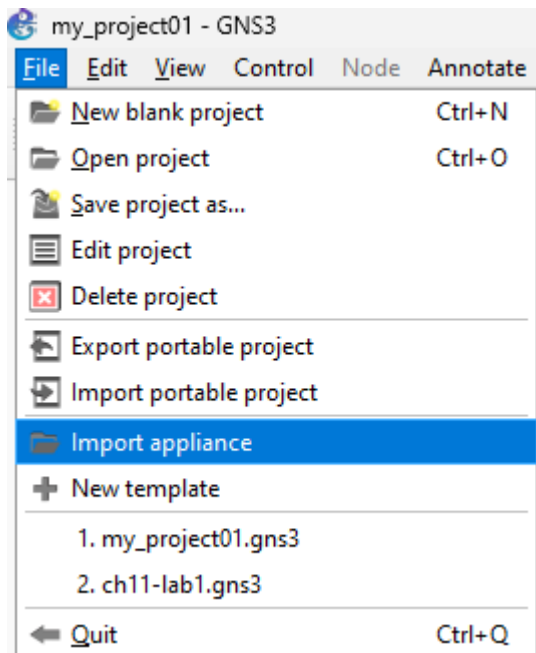 my_project01 - GNS3
File Edit View Control Node Annotate
New blank project Ctrl+N
Open project Ctrl+O
Save project as...
Edit project
Delete project
Export portable project
Import portable project
Import appliance
New template
1. my_project01.gns3
2. ch11-lab1.gns3
Quit Ctrl+Q